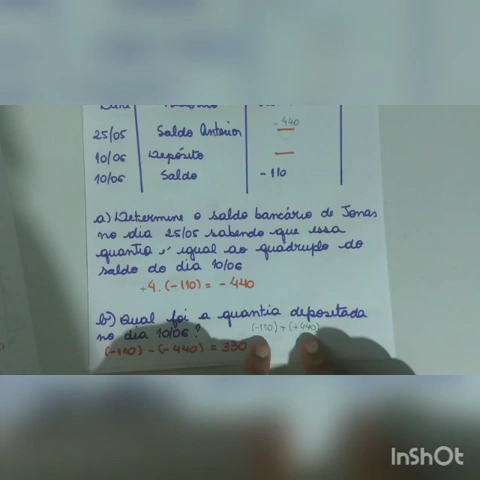 Data
25/05 Saldo Anterior - 440
10/06 Depósito
10/06 Saldo - 110
a) Determine o saldo bancário de Jonas
no dia 25/05 sabendo que essa
quantia é igual ao quádruplo do
saldo do dia 10/06
+4. (-110) = - 440
b) Qual foi a quantia depositada
no dia 10/06? (-110) + (+440)
(-110) - (-440) = 330
InShOt